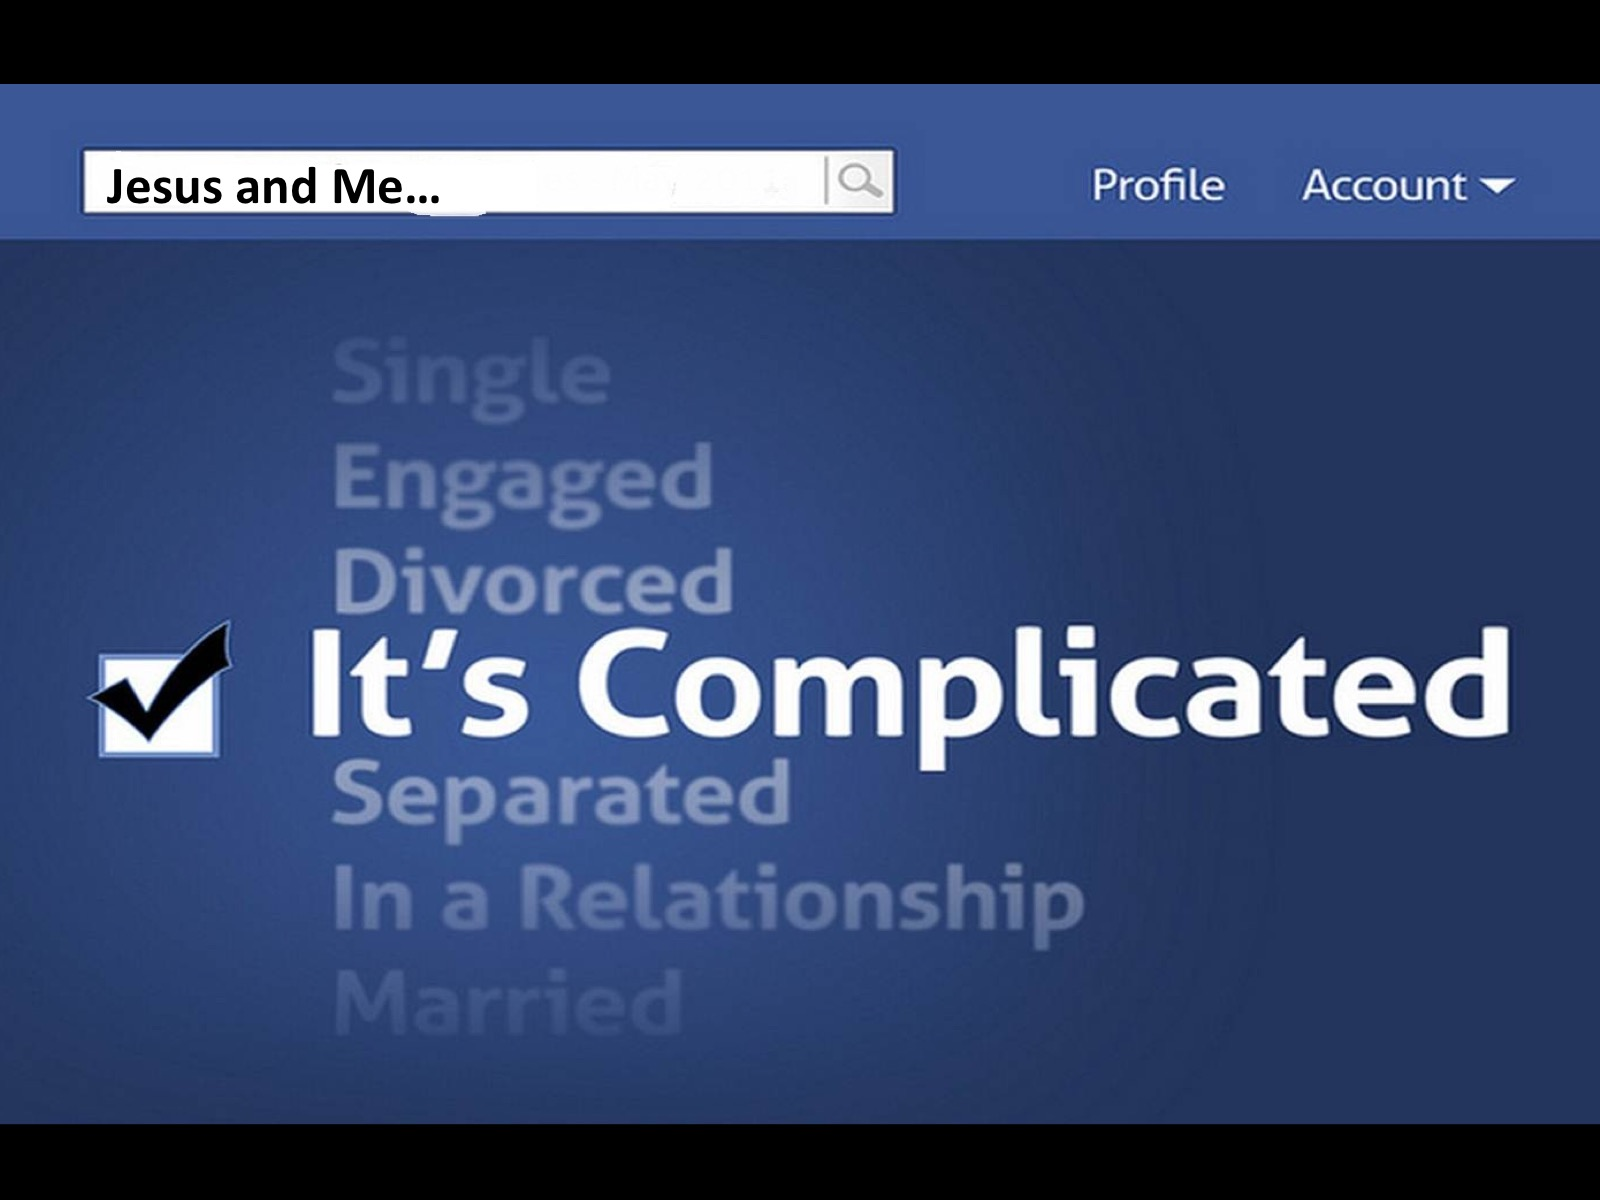 Jesus and Me...
Profile Account
Single
Engaged
Divorced
It's Complicated
Separated
In a Relationship
Married